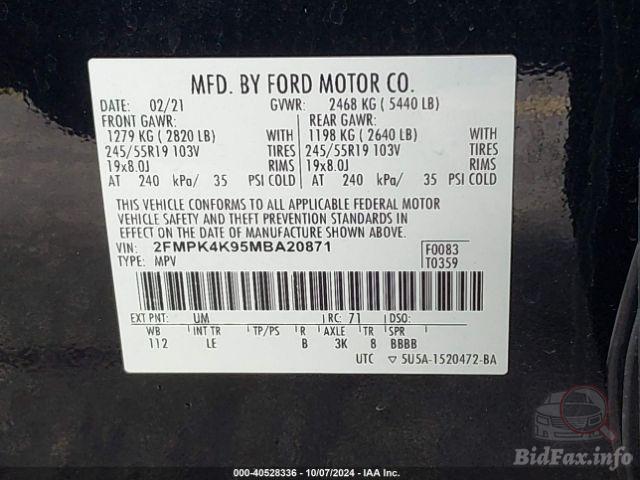 MFD. BY FORD MOTOR CO.
DATE: 02/21 GVWR: 2468 KG ( 5440 LB)
FRONT GAWR: REAR GAWR:
1279 KG ( 2820 LB) WITH 1198 KG ( 2640 LB) WITH
245/55R19 103V TIRES 245/55R19 103V TIRES
19x8.0J RIMS 19x8.0J RIMS
AT 240 kPa/ 35 PSI COLD AT 240 kPa/ 35 PSI COLD
THIS VEHICLE CONFORMS TO ALL APPLICABLE FEDERAL MOTOR
VEHICLE SAFETY AND THEFT PREVENTION STANDARDS IN
EFFECT ON THE DATE OF MANUFACTURE SHOWN ABOVE.
VIN: 2FMPK4K95MBA20871 F0083
TYPE: MPV T0359
EXT PNT: UM RC: 71 DSO:
WB INT TR TP/PS R AXLE TR SPR
112 LE B 3K 8 BBBB
UTC ▽ 5U5A-1520472-BA
000-40528336 - 10/07/2024 - IAA Inc.
BidFax.info